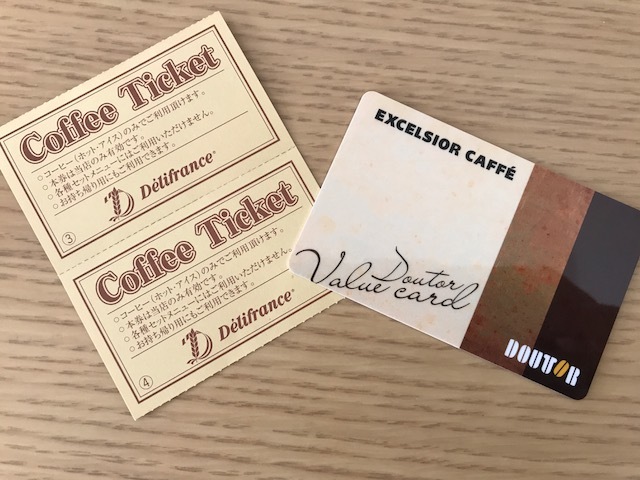 Coffee Ticket
○コーヒー(ホット・アイス)のみでご利用頂けます。
○本券は当店のみ有効です。
○各種セットメニューにはご利用いただけません。
○お持ち帰り用にもご利用できます。
Délifrance®
③
Coffee Ticket
○コーヒー(ホット・アイス)のみでご利用頂けます。
○本券は当店のみ有効です。
○各種セットメニューにはご利用いただけません。
○お持ち帰り用にもご利用できます。
Délifrance®
④
EXCELSIOR CAFFÉ
Doutor
Value card
DOUTOR